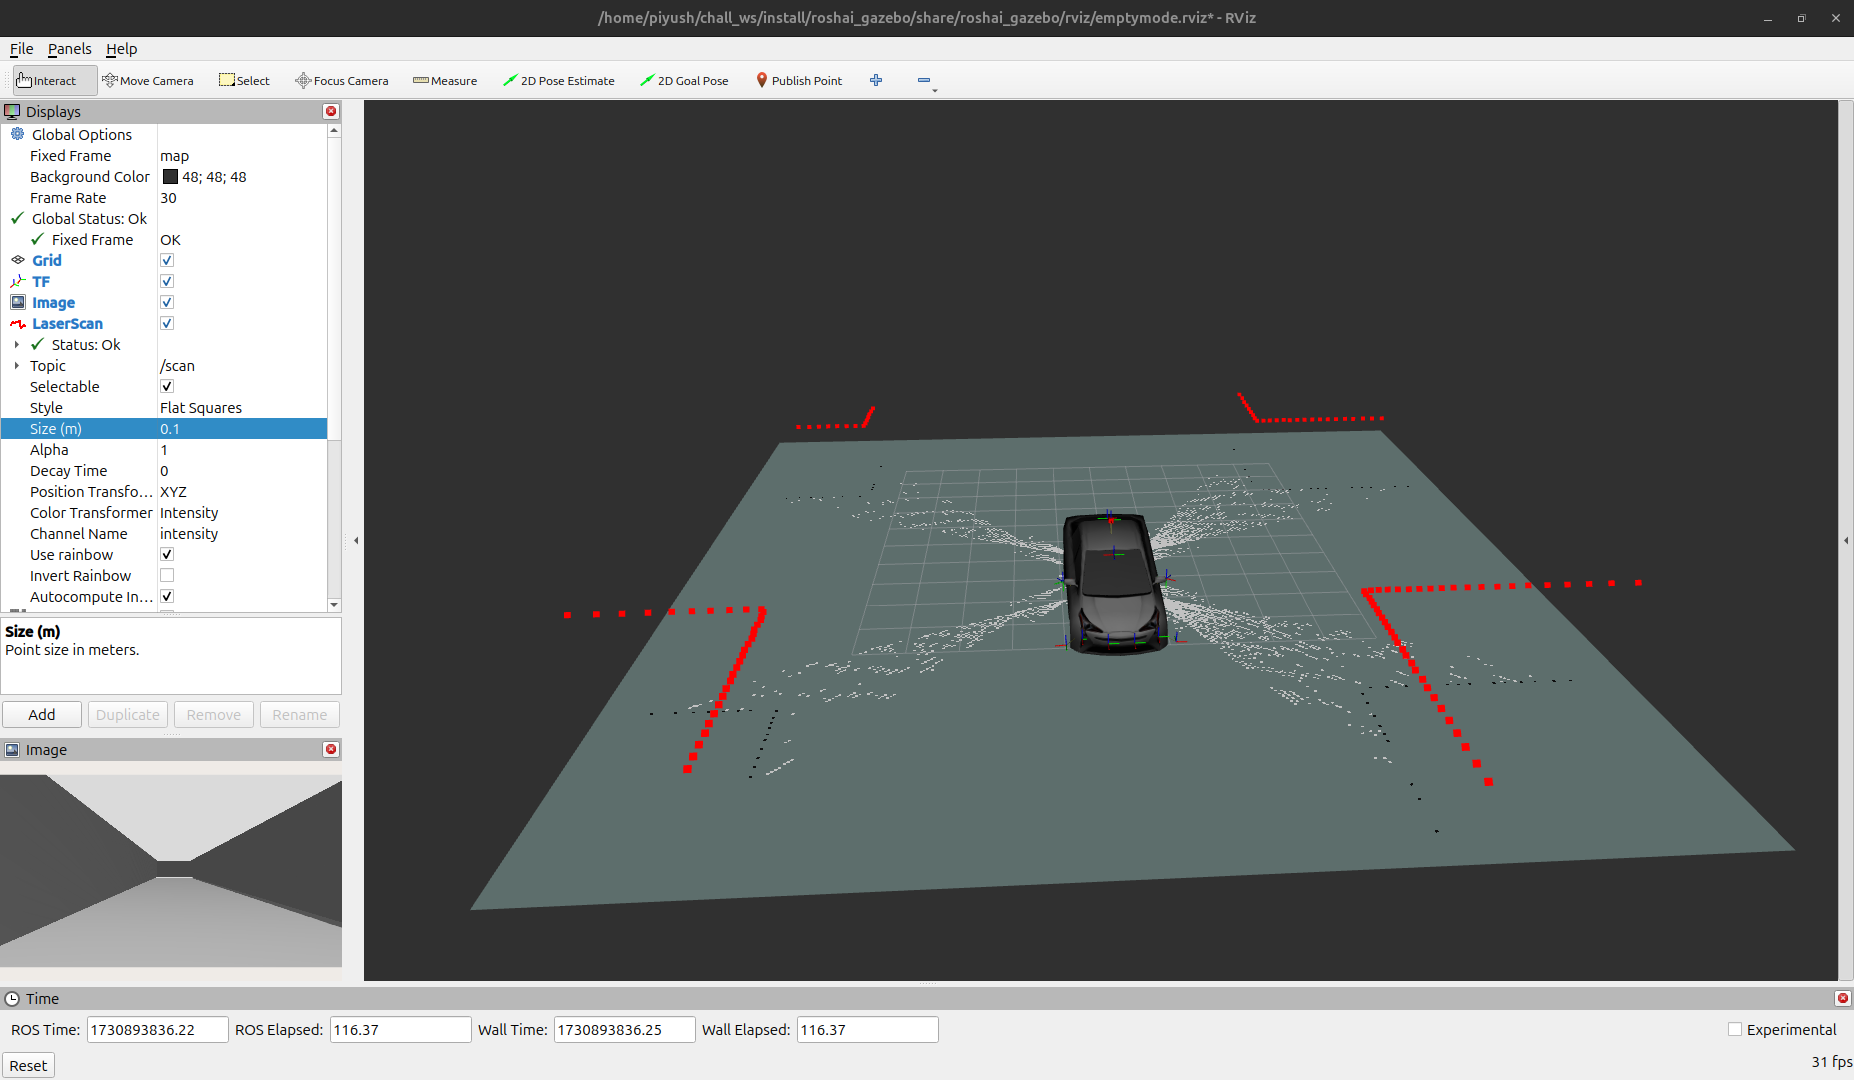 /home/piyush/chall_ws/install/roshai_gazebo/share/roshai_gazebo/rviz/emptymode.rviz* - RViz
File Panels Help
Interact Move Camera Select Focus Camera Measure 2D Pose Estimate 2D Goal Pose Publish Point
Displays
Global Options
Fixed Frame map
Background Color 48; 48; 48
Frame Rate 30
Global Status: Ok
Fixed Frame OK
Grid
TF
Image
LaserScan
Status: Ok
Topic /scan
Selectable
Style Flat Squares
Size (m) 0.1
Alpha 1
Decay Time 0
Position Transfo... XYZ
Color Transformer Intensity
Channel Name intensity
Use rainbow
Invert Rainbow
Autocompute In...
Size (m)
Point size in meters.
Add Duplicate Remove Rename
Image
Time
ROS Time: 1730893836.22 ROS Elapsed: 116.37 Wall Time: 1730893836.25 Wall Elapsed: 116.37 Experimental
Reset 31 fps